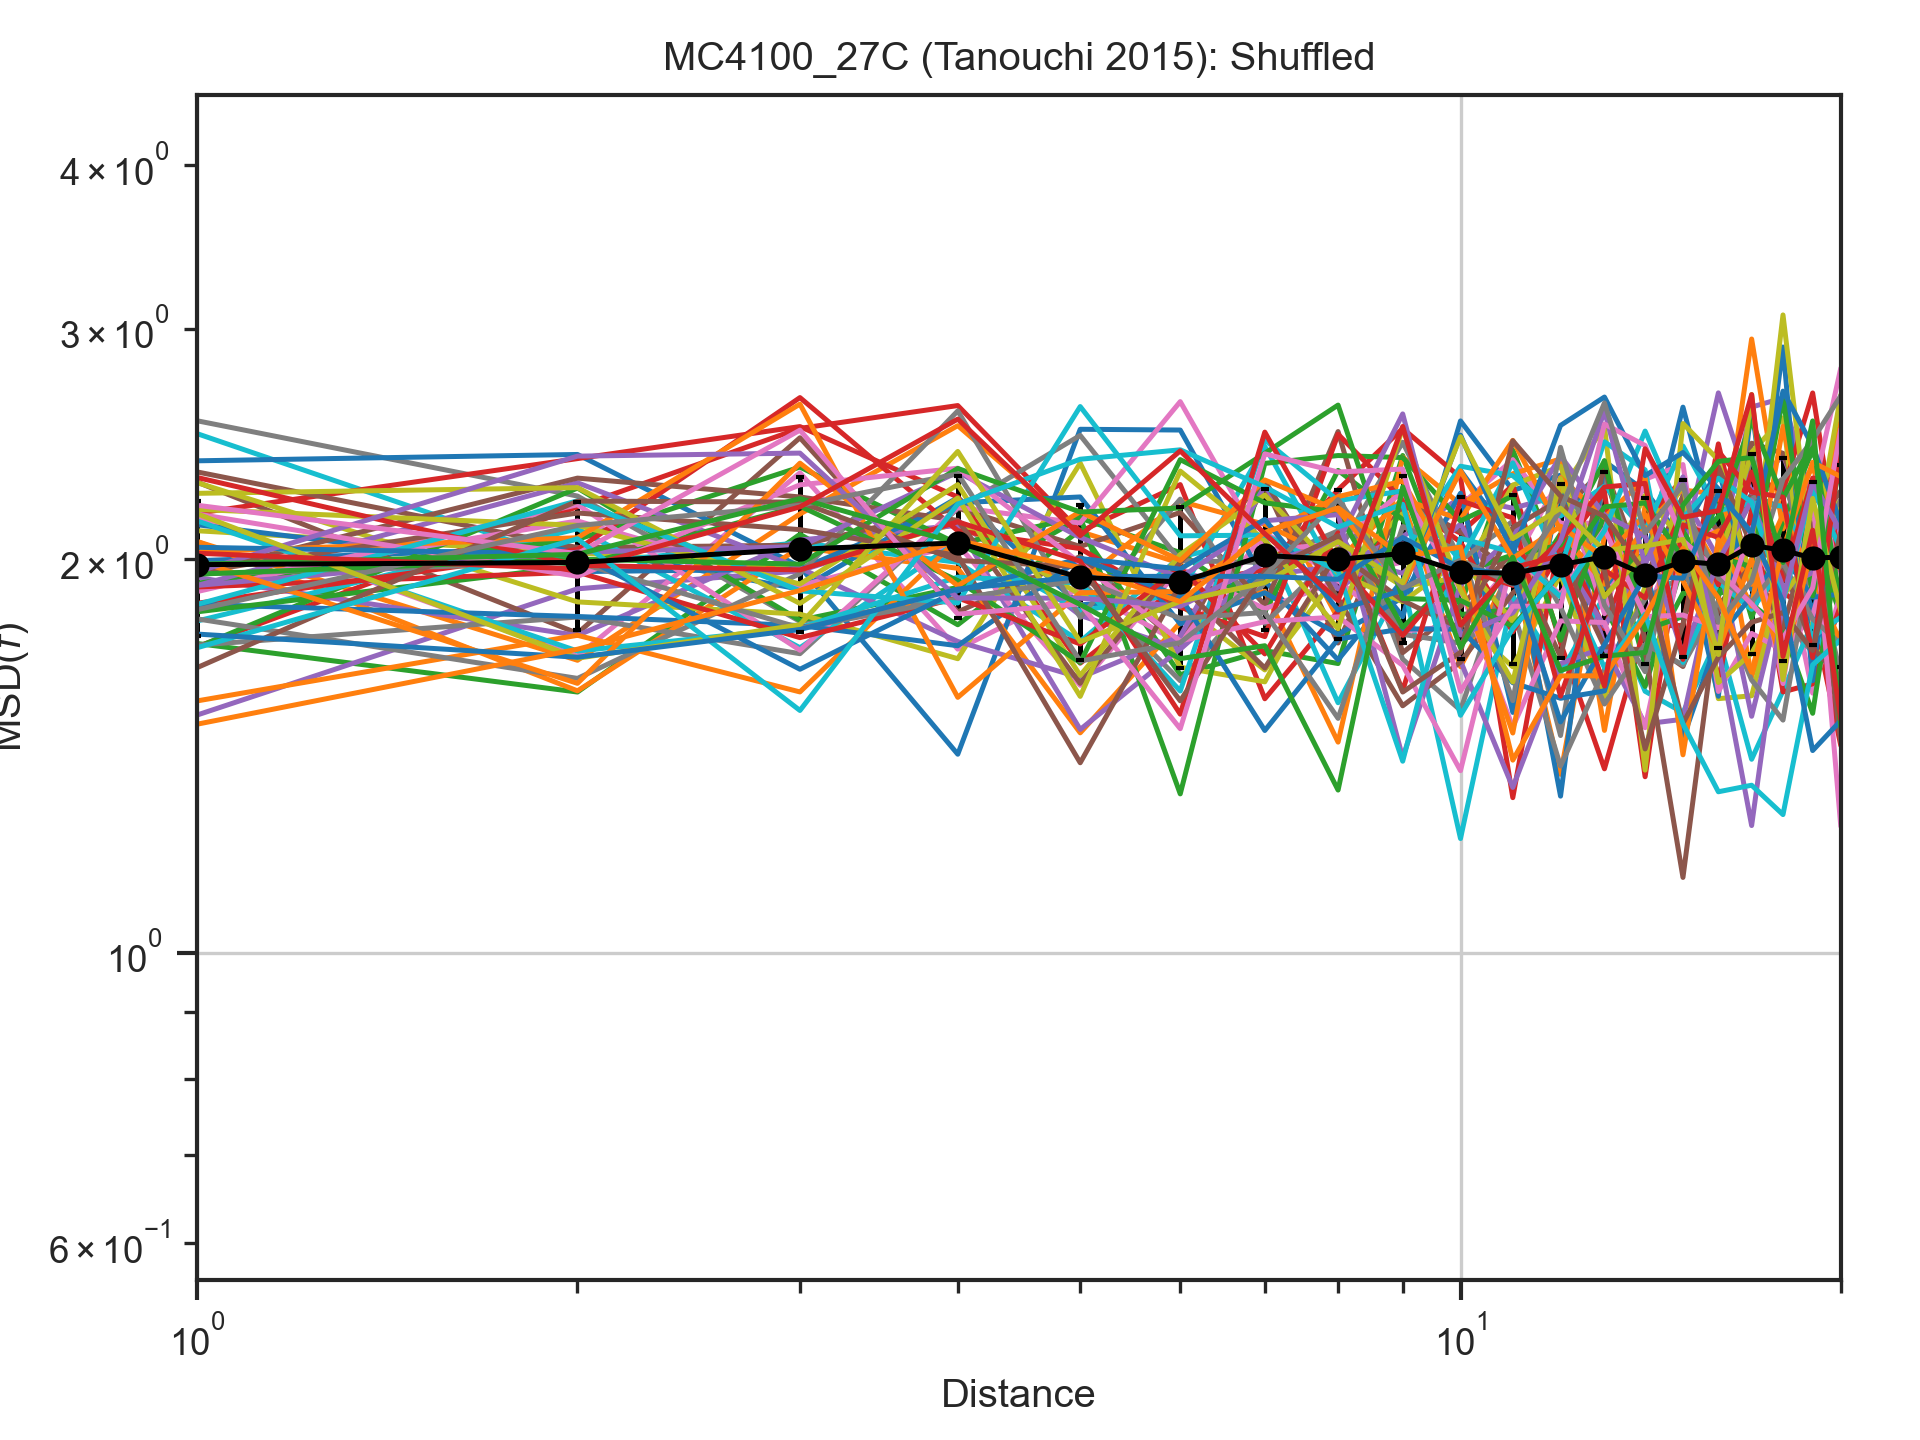 MC4100_27C (Tanouchi 2015): Shuffled
4 × 10⁰
3 × 10⁰
2 × 10⁰
MSD(f)
10⁰
6 × 10⁻¹
10⁰
10¹
Distance